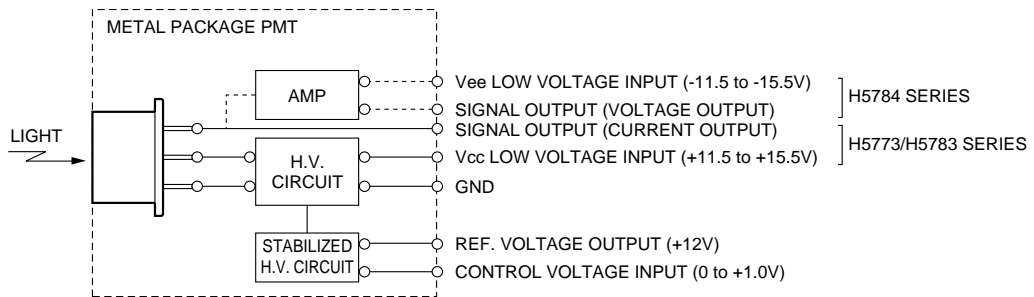 METAL PACKAGE PMT
AMP
Vee LOW VOLTAGE INPUT (-11.5 to -15.5V)
SIGNAL OUTPUT (VOLTAGE OUTPUT)
H5784 SERIES
LIGHT
SIGNAL OUTPUT (CURRENT OUTPUT)
H.V.
CIRCUIT
Vcc LOW VOLTAGE INPUT (+11.5 to +15.5V)
H5773/H5783 SERIES
GND
STABILIZED
H.V. CIRCUIT
REF. VOLTAGE OUTPUT (+12V)
CONTROL VOLTAGE INPUT (0 to +1.0V)